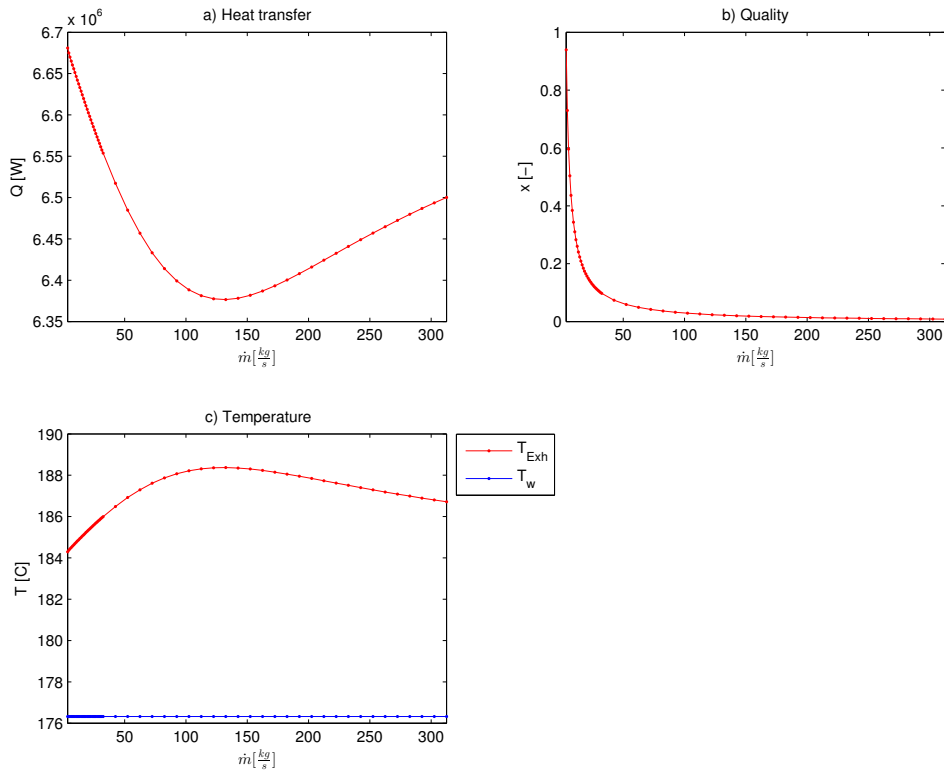 a) Heat transfer
x 10^6
6.7
6.65
6.6
6.55
6.5
6.45
6.4
6.35
Q [W]
50 100 150 200 250 300
ṁ[kg/s]
b) Quality
1
0.8
0.6
0.4
0.2
0
x [−]
50 100 150 200 250 300
ṁ[kg/s]
c) Temperature
190
188
186
184
182
180
178
176
T [C]
50 100 150 200 250 300
ṁ[kg/s]
T_Exh
T_w